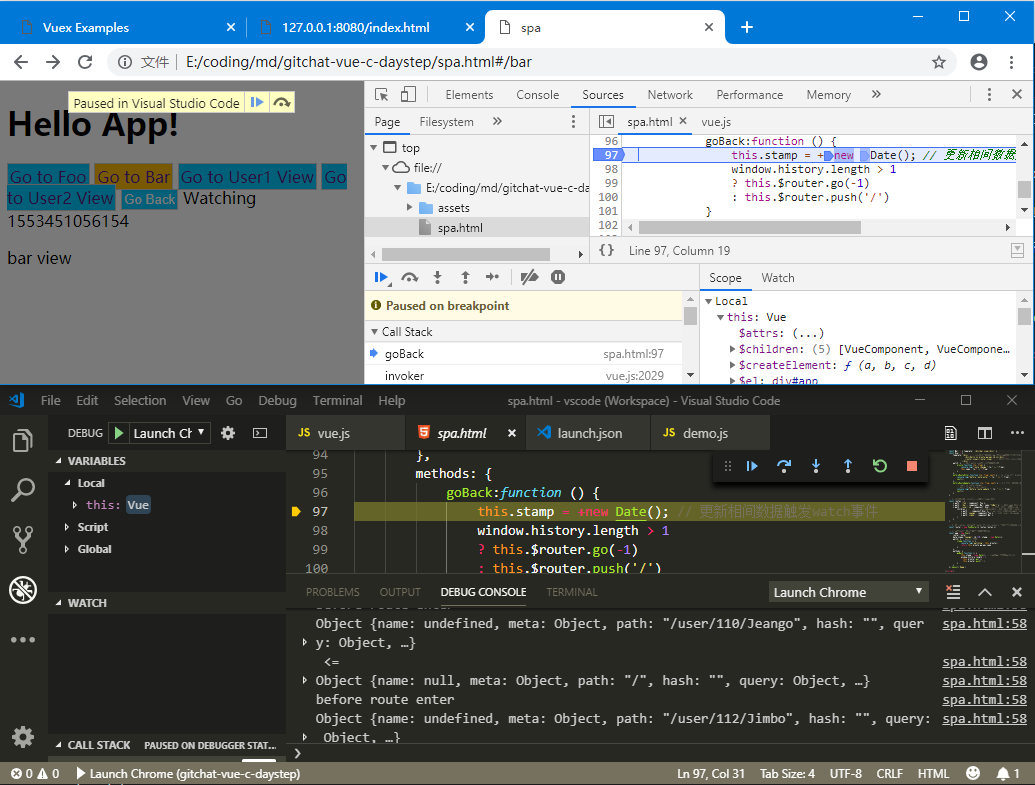 Vuex Examples
127.0.0.1:8080/index.html
spa
文件 | E:/coding/md/gitchat-vue-c-daystep/spa.html#/bar
Paused in Visual Studio Code
Hello App!
Go to Foo Go to Bar Go to User1 View Go
to User2 View Go Back Watching
1553451056154
bar view
Elements Console Sources Network Performance Memory »
Page Filesystem »
top
file://
E:/coding/md/gitchat-vue-c-da
assets
spa.html
spa.html vue.js
96 goBack:function () {
97 this.stamp = +new Date(); // 更新相间数据
98 window.history.length > 1
99 ? this.$router.go(-1)
100 : this.$router.push('/')
101 }
102
{} Line 97, Column 19
Paused on breakpoint
Call Stack
goBack spa.html:97
invoker vue.js:2029
Scope Watch
Local
this: Vue
$attrs: (...)
$children: (5) [VueComponent, VueCompone…
$createElement: ƒ (a, b, c, d)
$el: div#app
File Edit Selection View Go Debug Terminal Help spa.html - vscode (Workspace) - Visual Studio Code
DEBUG Launch Ch
VARIABLES
Local
this: Vue
Script
Global
WATCH
CALL STACK PAUSED ON DEBUGGER STAT...
JS vue.js
spa.html
launch.json
JS demo.js
94 },
95 methods: {
96 goBack:function () {
97 this.stamp = +new Date(); // 更新相间数据触发watch事件
98 window.history.length > 1
99 ? this.$router.go(-1)
100 : this.$router.push('/')
PROBLEMS OUTPUT DEBUG CONSOLE TERMINAL Launch Chrome
before route enter spa.html:58
Object {name: undefined, meta: Object, path: "/user/110/Jeango", hash: "", quer spa.html:58
y: Object, …}
<= spa.html:58
Object {name: null, meta: Object, path: "/", hash: "", query: Object, …} spa.html:58
before route enter spa.html:58
Object {name: undefined, meta: Object, path: "/user/112/Jimbo", hash: "", query: spa.html:58
Object, …}
0 0 Launch Chrome (gitchat-vue-c-daystep) Ln 97, Col 31 Tab Size: 4 UTF-8 CRLF HTML 1